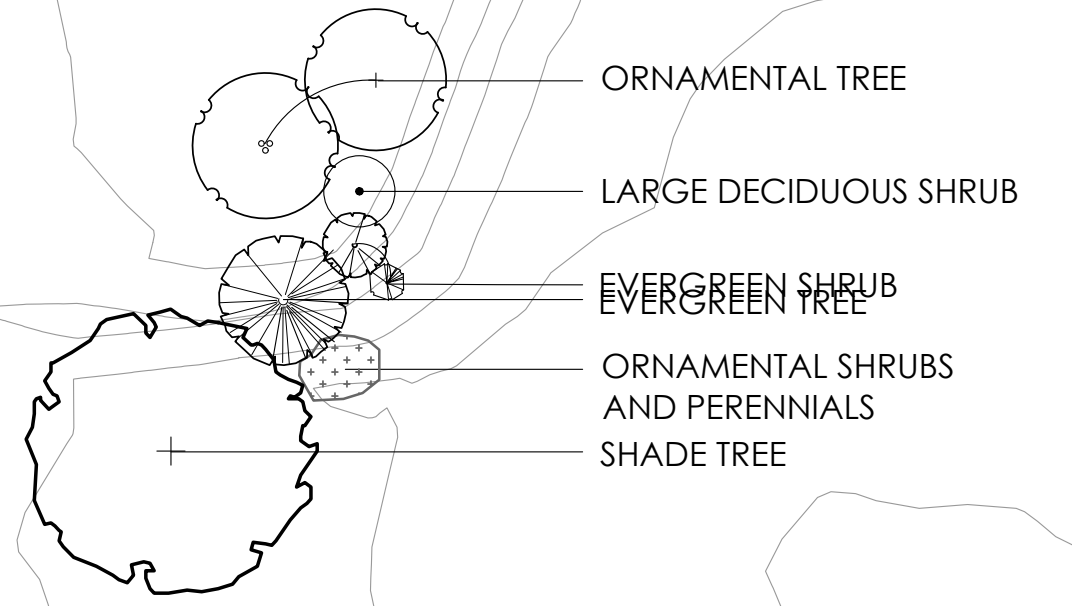 ORNAMENTAL TREE
LARGE DECIDUOUS SHRUB
EVERGREEN SHRUB
EVERGREEN TREE
ORNAMENTAL SHRUBS
AND PERENNIALS
SHADE TREE